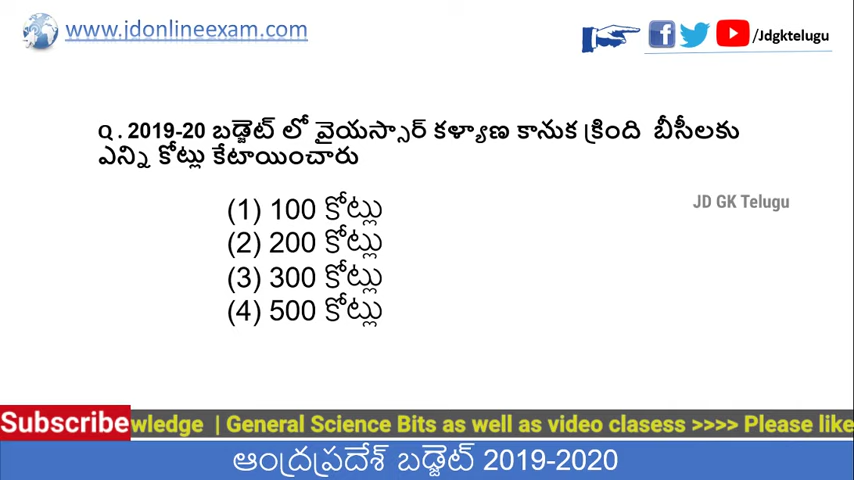 www.jdonlineexam.com
/Jdgktelugu
Q . 2019-20 బడ్జెట్ లో వైయస్సార్ కళ్యాణ కానుక క్రింది బీసీలకు
ఎన్ని కోట్లు కేటాయించారు
(1) 100 కోట్లు
JD GK Telugu
(2) 200 కోట్లు
(3) 300 కోట్లు
(4) 500 కోట్లు
Subscribe wledge | General Science Bits as well as video clasess >>>> Please like
ఆంధ్రప్రదేశ్ బడ్జెట్ 2019-2020